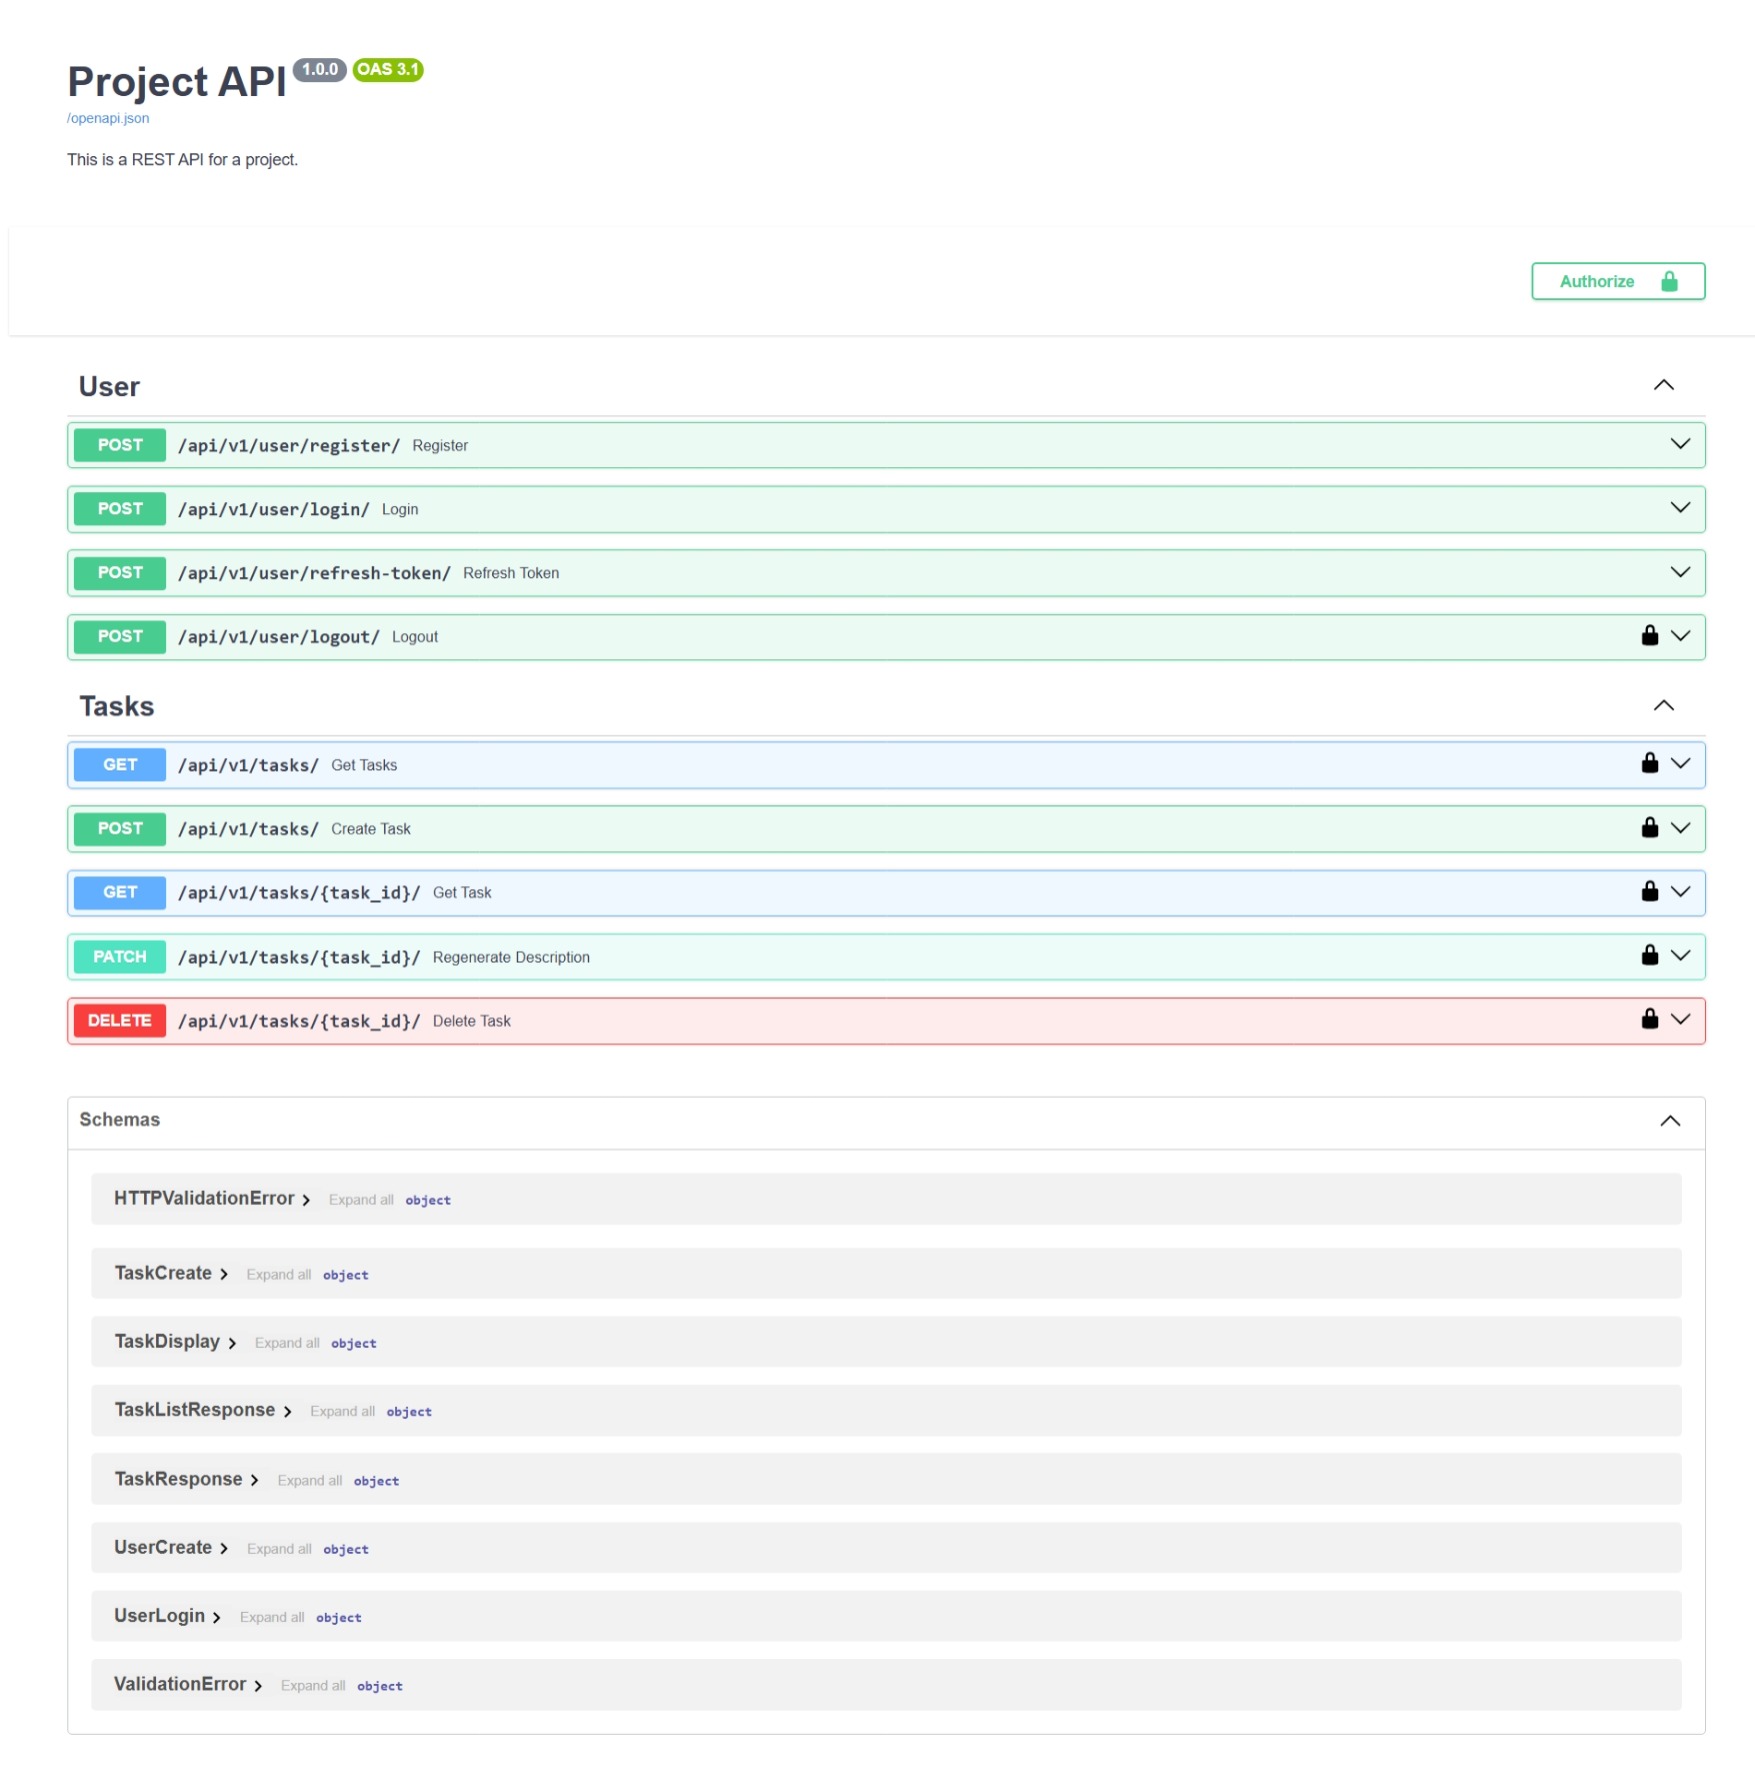 Project API 1.0.0 OAS 3.1
/openapi.json
This is a REST API for a project.
Authorize
User
POST /api/v1/user/register/ Register
POST /api/v1/user/login/ Login
POST /api/v1/user/refresh-token/ Refresh Token
POST /api/v1/user/logout/ Logout
Tasks
GET /api/v1/tasks/ Get Tasks
POST /api/v1/tasks/ Create Task
GET /api/v1/tasks/{task_id}/ Get Task
PATCH /api/v1/tasks/{task_id}/ Regenerate Description
DELETE /api/v1/tasks/{task_id}/ Delete Task
Schemas
HTTPValidationError Expand all object
TaskCreate Expand all object
TaskDisplay Expand all object
TaskListResponse Expand all object
TaskResponse Expand all object
UserCreate Expand all object
UserLogin Expand all object
ValidationError Expand all object